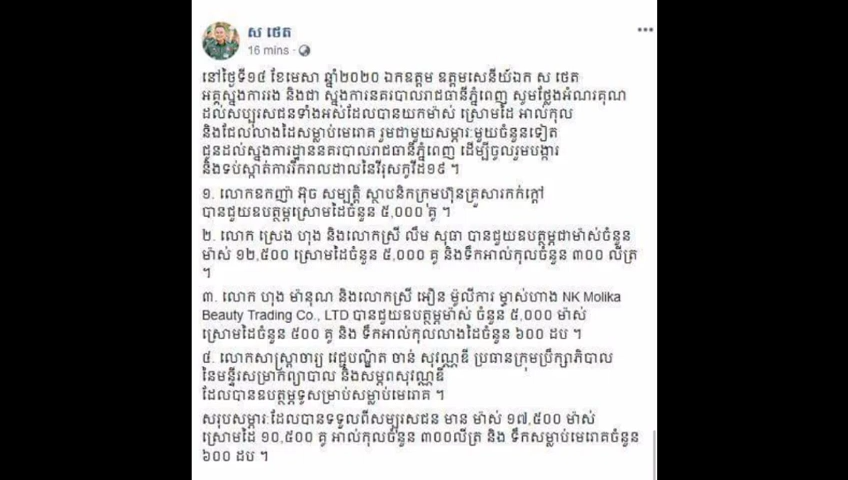 ស ថេត
16 mins ·
នៅថ្ងៃទី១៤ ខែមេសា ឆ្នាំ២០២០ ឯកឧត្តម ឧត្តមសេនីយ៍ឯក ស ថេត
អគ្គស្នងការរង និងជា ស្នងការនគរបាលរាជធានីភ្នំពេញ សូមថ្លែងអំណរគុណ
ដល់សប្បុរសជនទាំងអស់ដែលបានយកម៉ាស់ ស្រោមដៃ អាល់កុល
និងជែលលាងដៃសម្លាប់មេរោគ រួមជាមួយសម្ភារៈមួយចំនួនទៀត
ជូនដល់ស្នងការដ្ឋាននគរបាលរាជធានីភ្នំពេញ ដើម្បីចូលរួមបង្ការ
និងទប់ស្កាត់ការរីករាលដាលនៃវីរុសកូវីដ១៩ ។
១. លោកឧកញ៉ា អ៊ុច សម្បត្តិ ស្ថាបនិកក្រុមហ៊ុនគ្រួសារកក់ក្តៅ
បានជួយឧបត្ថម្ភស្រោមដៃចំនួន ៥,០០០ គូ ។
២. លោក ស្រេង ហុង និងលោកស្រី លឹម សុធា បានជួយឧបត្ថម្ភជាម៉ាស់ចំនួន
ម៉ាស់ ១២,៥០០ ស្រោមដៃចំនួន ៥,០០០ គូ និងទឹកអាល់កុលចំនួន ៣០០ លីត្រ
។
៣. លោក ហុង ម៉ានុណ និងលោកស្រី អឿន ម៉ូលីការ ម្ចាស់ហាង NK Molika
Beauty Trading Co., LTD បានជួយឧបត្ថម្ភម៉ាស់ ចំនួន ៥,០០០ ម៉ាស់
ស្រោមដៃចំនួន ៥០០ គូ និង ទឹកអាល់កុលលាងដៃចំនួន ៦០០ ដប ។
៤. លោកសាស្ត្រាចារ្យ វេជ្ជបណ្ឌិត ចាន់ សុវណ្ណឌី ប្រធានក្រុមប្រឹក្សាភិបាល
នៃមន្ទីរសម្រាកព្យាបាល និងសម្ភពសុវណ្ណឌី
ដែលបានឧបត្ថម្ភទូសម្រាប់សម្លាប់មេរោគ ។
សរុបសម្ភារៈដែលបានទទួលពីសប្បុរសជន មាន ម៉ាស់ ១៧,៥០០ ម៉ាស់
ស្រោមដៃ ១០,៥០០ គូ អាល់កុលចំនួន ៣០០លីត្រ និង ទឹកសម្លាប់មេរោគចំនួន
៦០០ ដប ។